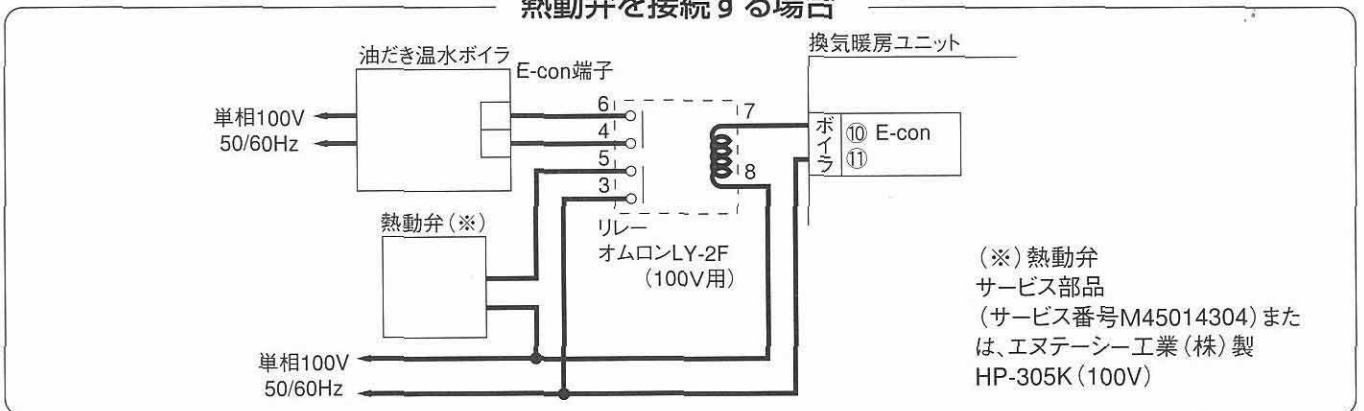 熱動弁を接続する場合
換気暖房ユニット
油だき温水ボイラ
E-con端子
単相100V
50/60Hz
6
4
5
3
7
8
ボイラ
⑩ E-con
⑪
熱動弁(※)
リレー
オムロンLY-2F
(100V用)
単相100V
50/60Hz
(※)熱動弁
サービス部品
(サービス番号M45014304)また
は、エヌテーシー工業(株)製
HP-305K(100V)